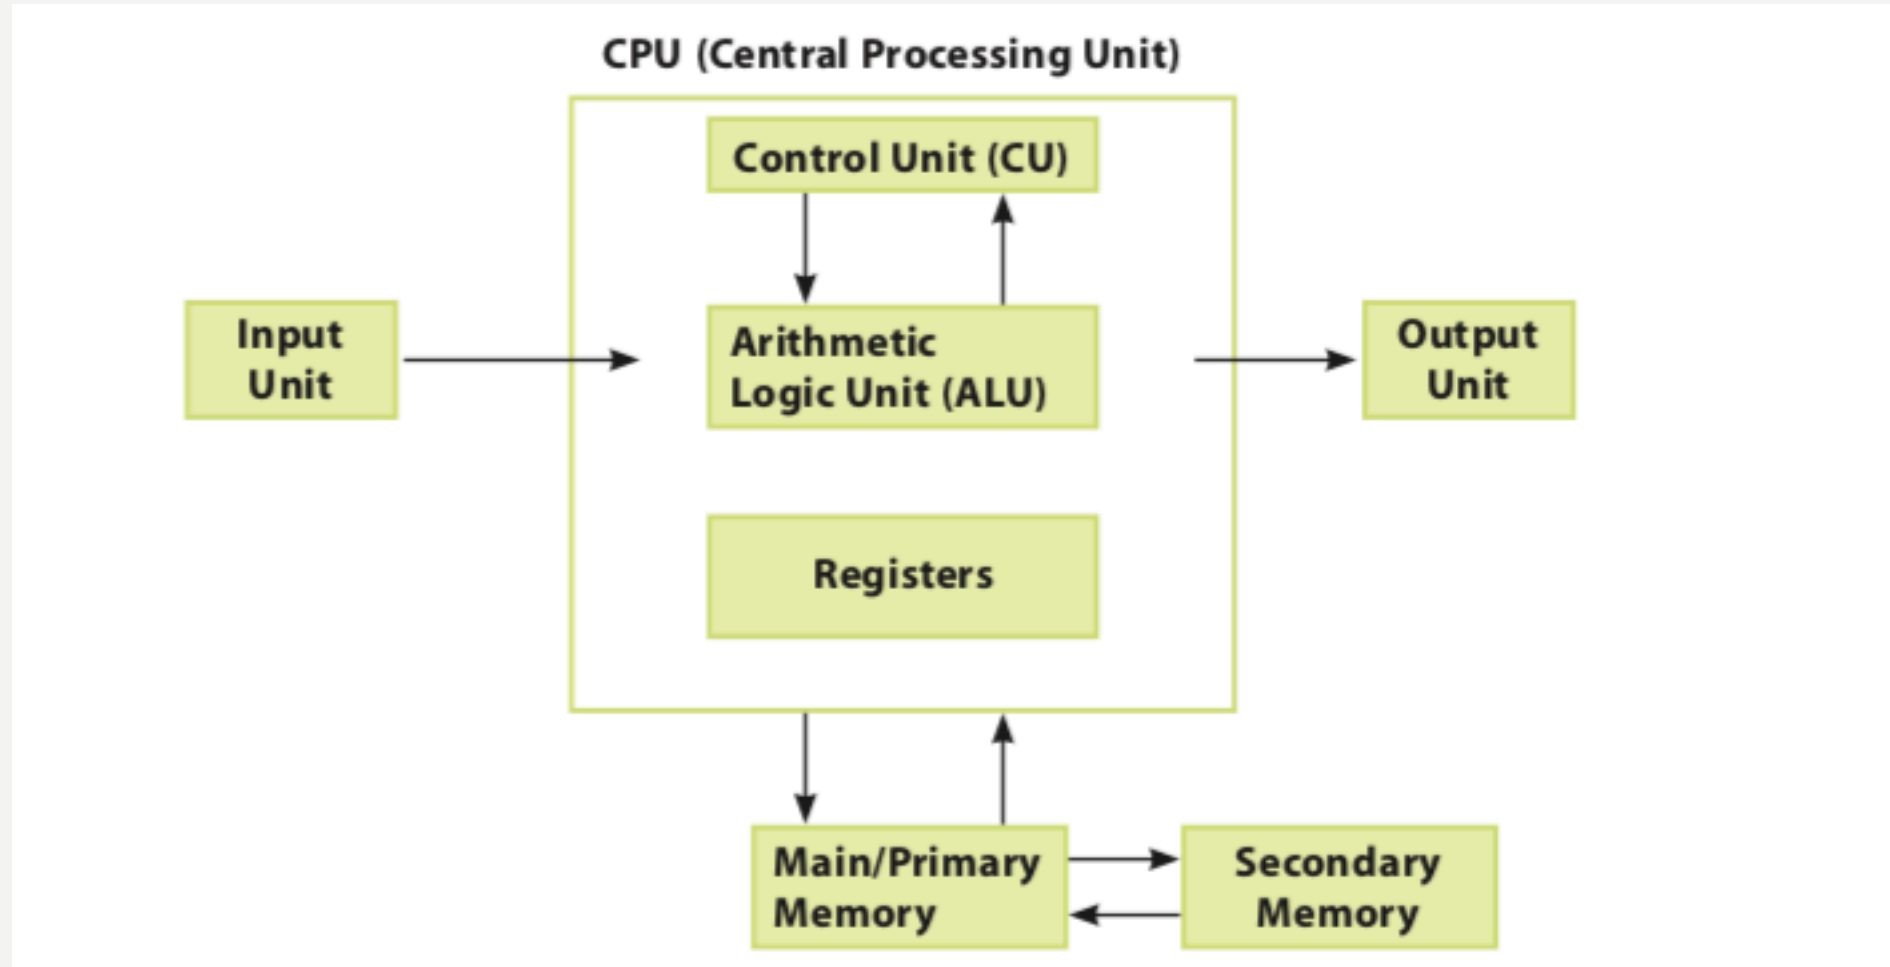 CPU (Central Processing Unit)
Control Unit (CU)
Input
Unit
Arithmetic
Logic Unit (ALU)
Output
Unit
Registers
Main/Primary
Memory
Secondary
Memory